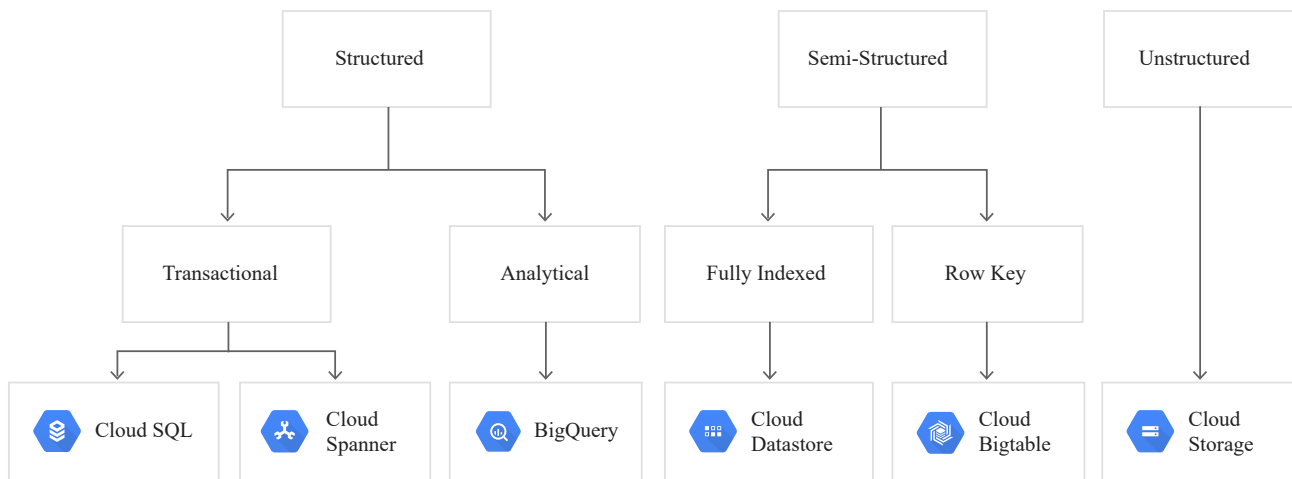 Structured
Semi-Structured
Unstructured
Transactional
Analytical
Fully Indexed
Row Key
Cloud SQL
Cloud
Spanner
BigQuery
Cloud
Datastore
Cloud
Bigtable
Cloud
Storage